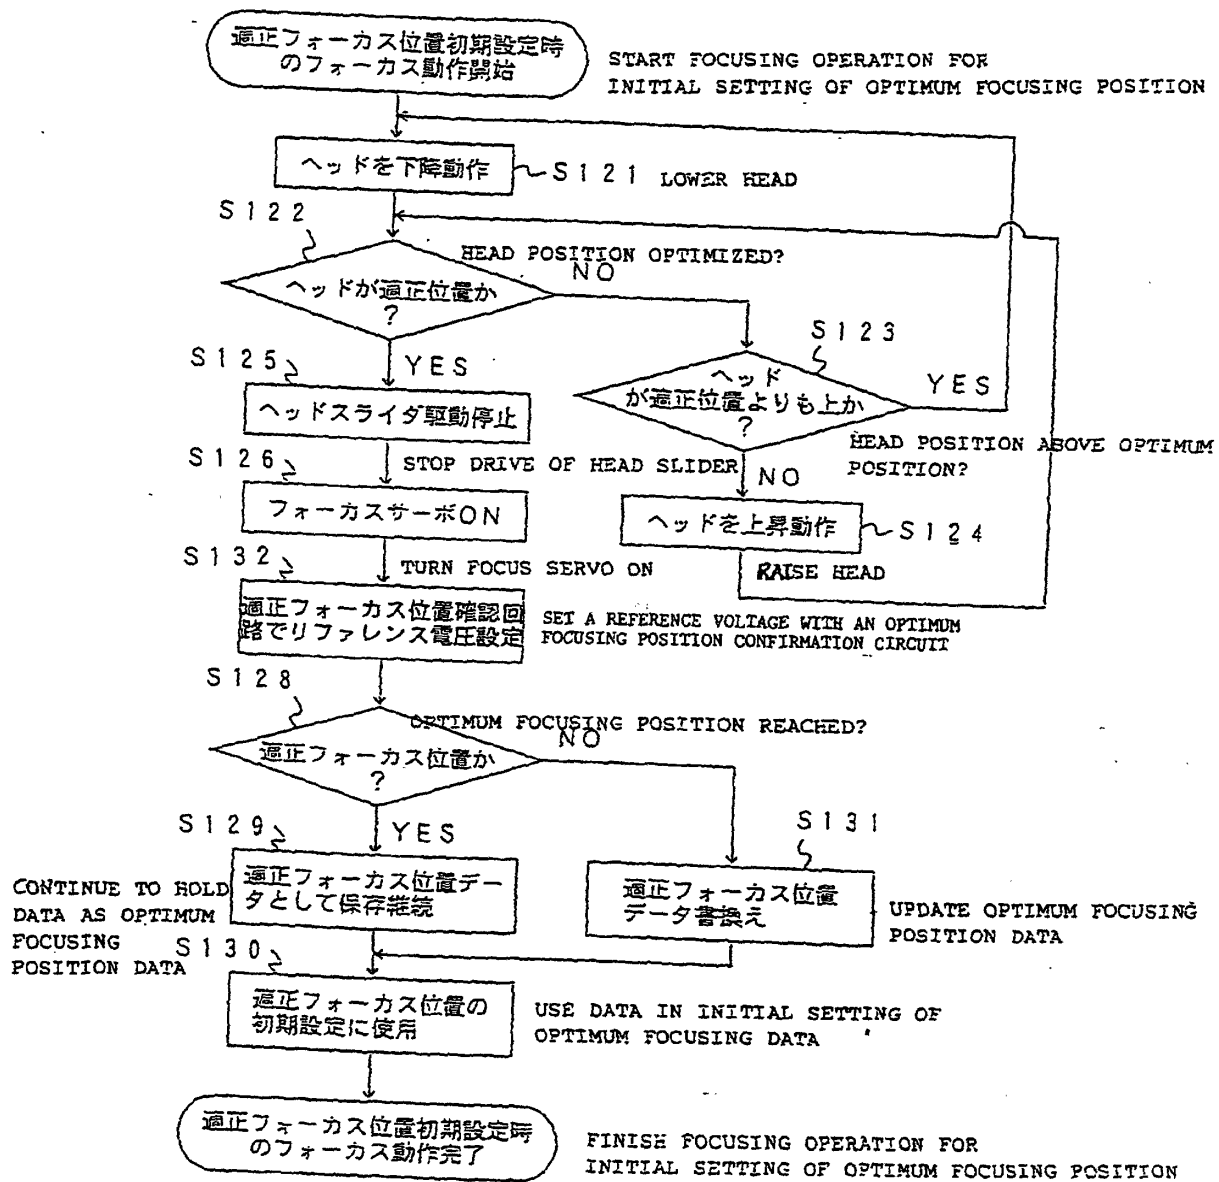 適正フォーカス位置初期設定時
のフォーカス動作開始
START FOCUSING OPERATION FOR
INITIAL SETTING OF OPTIMUM FOCUSING POSITION
ヘッドを下降動作
S121 LOWER HEAD
S122
HEAD POSITION OPTIMIZED?
NO
ヘッドが適正位置か
?
S123
YES
S125
ヘッド
が適正位置よりも上か
?
YES
ヘッドスライダ駆動停止
HEAD POSITION ABOVE OPTIMUM
POSITION?
S126
STOP DRIVE OF HEAD SLIDER
NO
フォーカスサーボON
ヘッドを上昇動作
S124
S132
TURN FOCUS SERVO ON
RAISE HEAD
適正フォーカス位置確認回
路でリファレンス電圧設定
SET A REFERENCE VOLTAGE WITH AN OPTIMUM
FOCUSING POSITION CONFIRMATION CIRCUIT
S128
OPTIMUM FOCUSING POSITION REACHED?
NO
適正フォーカス位置か
?
S129
YES
S131
CONTINUE TO HOLD
DATA AS OPTIMUM
FOCUSING
POSITION DATA
適正フォーカス位置デー
タとして保存継続
適正フォーカス位置
データ書換え
UPDATE OPTIMUM FOCUSING
POSITION DATA
S130
適正フォーカス位置の
初期設定に使用
USE DATA IN INITIAL SETTING OF
OPTIMUM FOCUSING DATA
適正フォーカス位置初期設定時
のフォーカス動作完了
FINISH FOCUSING OPERATION FOR
INITIAL SETTING OF OPTIMUM FOCUSING POSITION